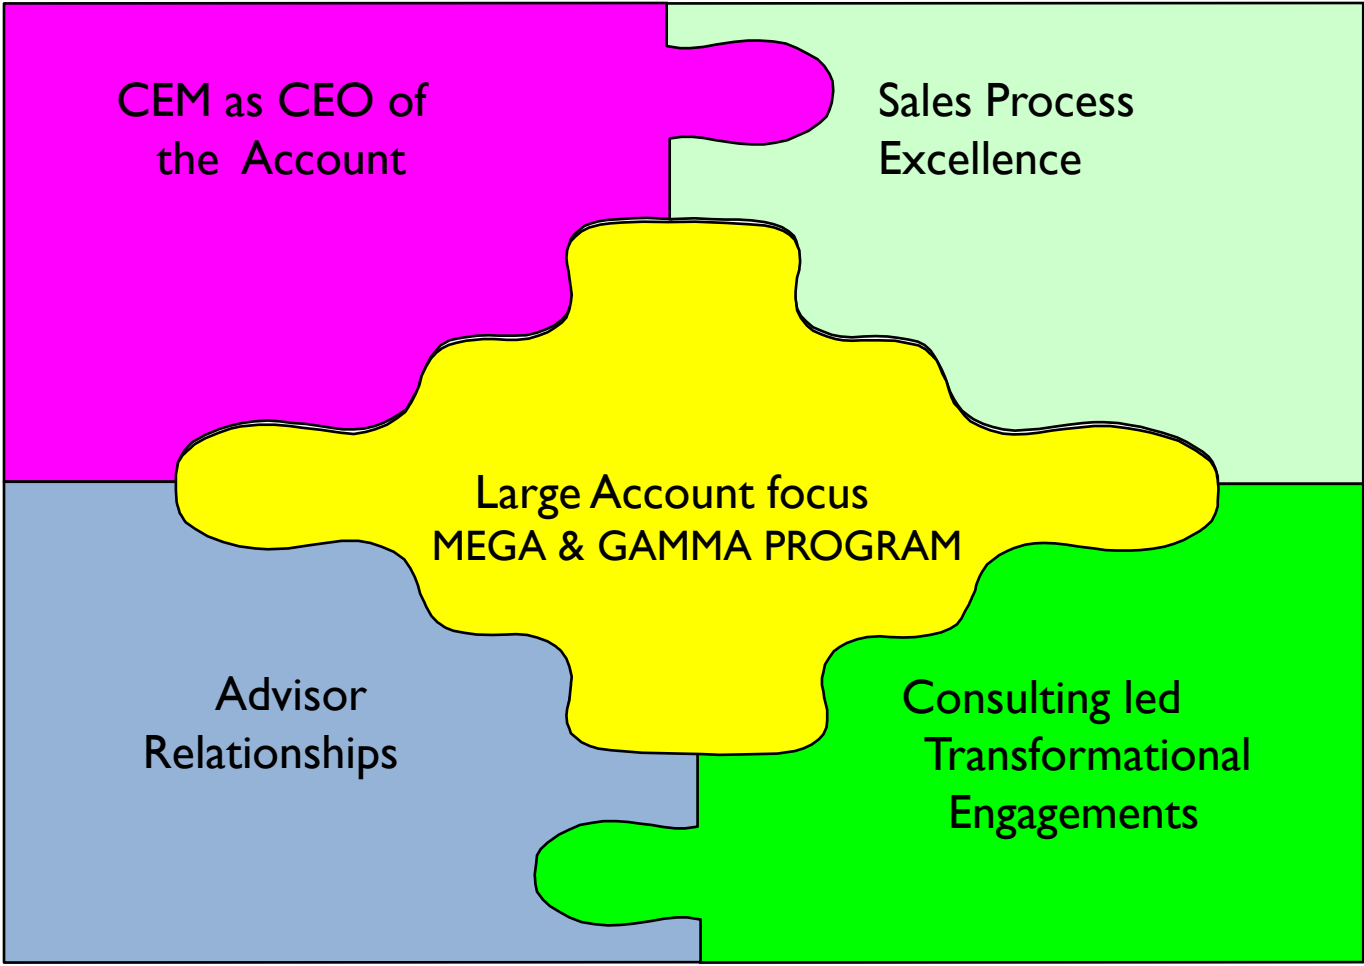 CEM as CEO of
the Account
Sales Process
Excellence
Large Account focus
MEGA & GAMMA PROGRAM
Advisor
Relationships
Consulting led
Transformational
Engagements